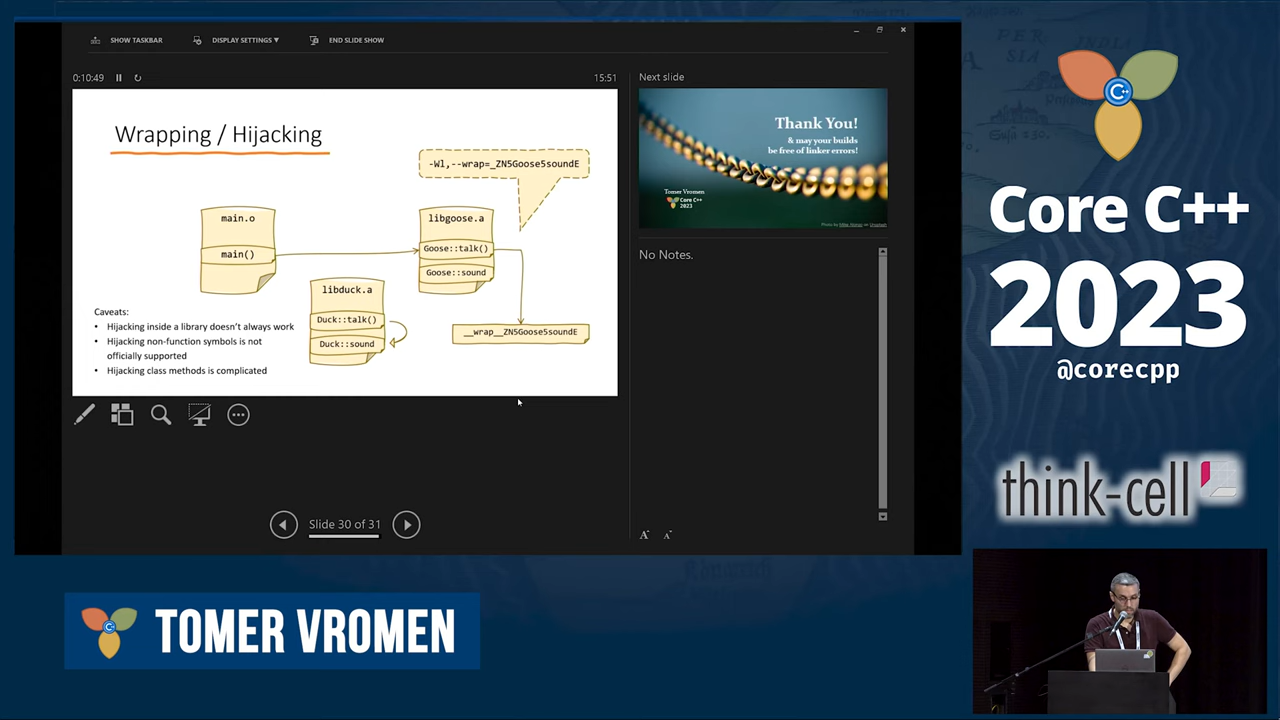 SHOW TASKBAR
DISPLAY SETTINGS ▾
END SLIDE SHOW
0:10:49
15:51
Next slide
Wrapping / Hijacking
-Wl,--wrap=_ZN5Goose5soundE
main.o
main()
libgoose.a
Goose::talk()
Goose::sound
libduck.a
Duck::talk()
Duck::sound
__wrap__ZN5Goose5soundE
Caveats:
• Hijacking inside a library doesn't always work
• Hijacking non-function symbols is not
officially supported
• Hijacking class methods is complicated
Thank You!
& may your builds
be free of linker errors!
Tomer Vromen
Core C++
2023
No Notes.
Slide 30 of 31
A
A
C++
Core C++
2023
@corecpp
think-cell
C++
TOMER VROMEN